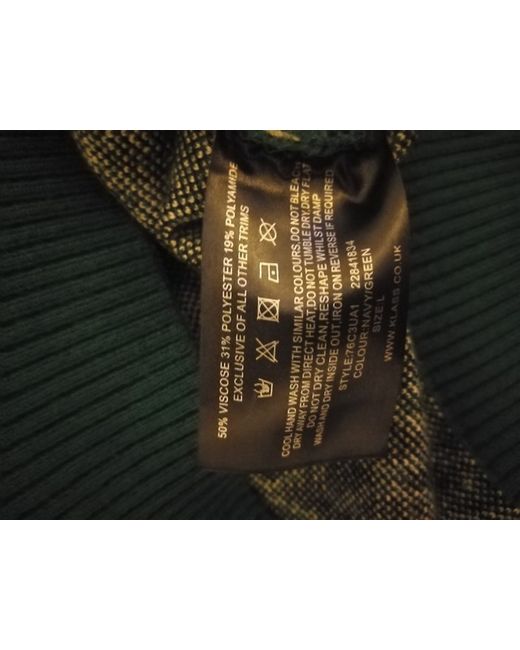 50% VISCOSE 31% POLYESTER 19% POLYAMIDE
EXCLUSIVE OF ALL OTHER TRIMS
COOL HAND WASH WITH SIMILAR COLOURS.DO NOT BLEACH
DRY AWAY FROM DIRECT HEAT.DO NOT TUMBLE DRY.DRY FLAT
DO NOT DRY CLEAN,RESHAPE WHILST DAMP
WASH AND DRY INSIDE OUT.IRON ON REVERSE IF REQUIRED
STYLE:76C3UA1 22841834
COLOUR:NAVY/GREEN
SIZE:L
WWW.KLASS.CO.UK